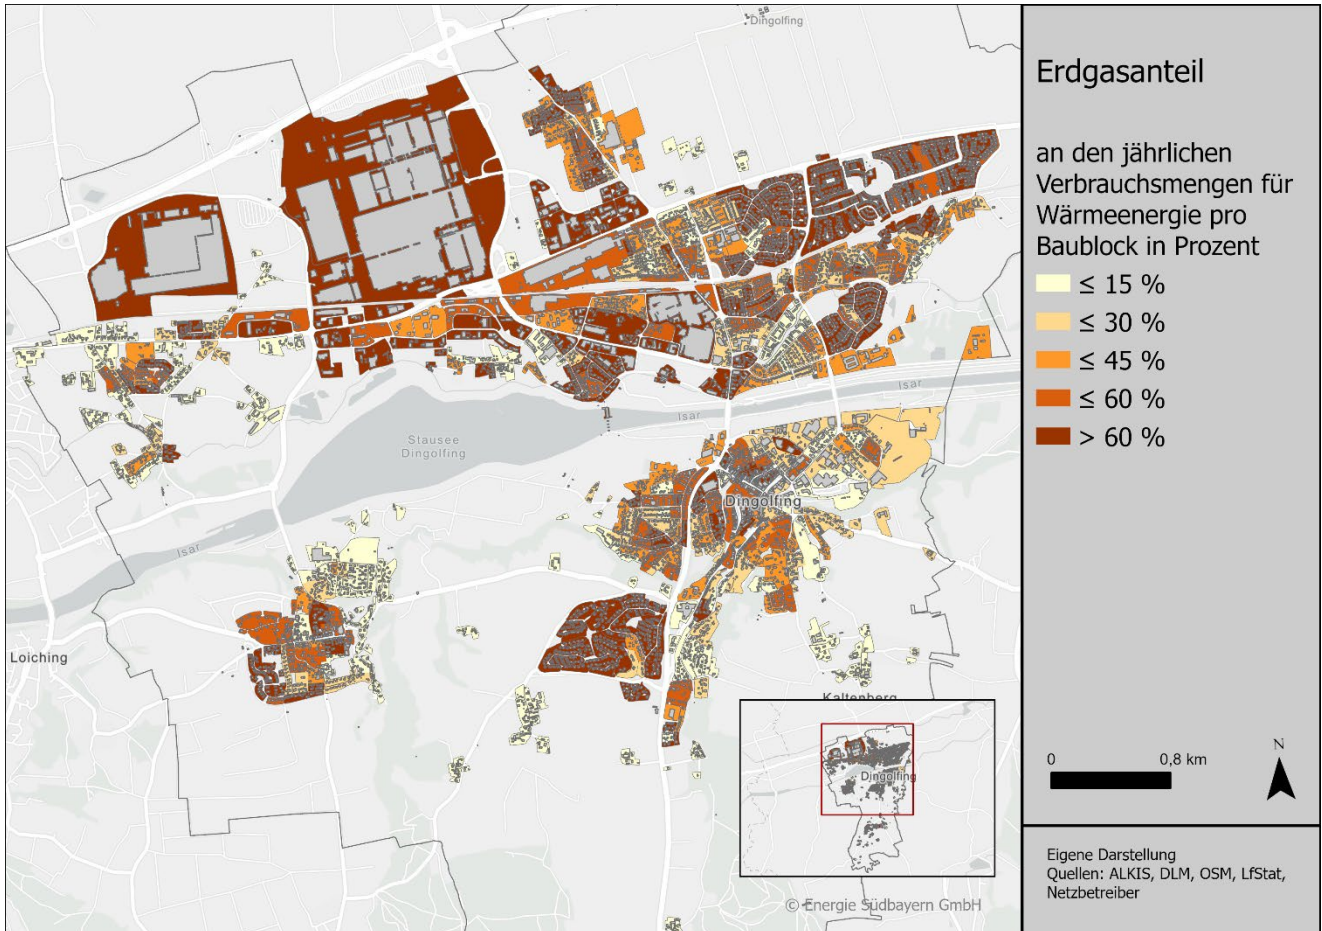 Dingolfing
Isar
Isar
Stausee
Dingolfing
Dingolfing
Isar
Loiching
Kaltenberg
Dingolfing
© Energie Südbayern GmbH
Erdgasanteil
an den jährlichen
Verbrauchsmengen für
Wärmeenergie pro
Baublock in Prozent
≤ 15 %
≤ 30 %
≤ 45 %
≤ 60 %
> 60 %
0 0,8 km
N
Eigene Darstellung
Quellen: ALKIS, DLM, OSM, LfStat,
Netzbetreiber